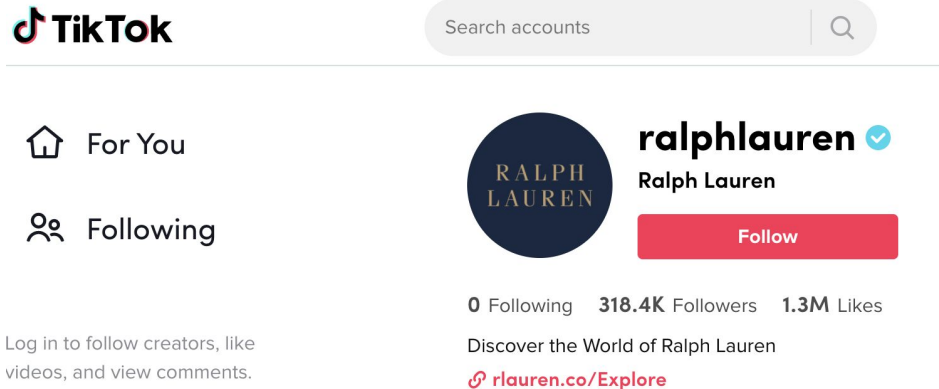 TikTok
Search accounts
For You
Following
Log in to follow creators, like
videos, and view comments.
RALPH
LAUREN
ralphlauren
Ralph Lauren
Follow
0 Following 318.4K Followers 1.3M Likes
Discover the World of Ralph Lauren
rlauren.co/Explore